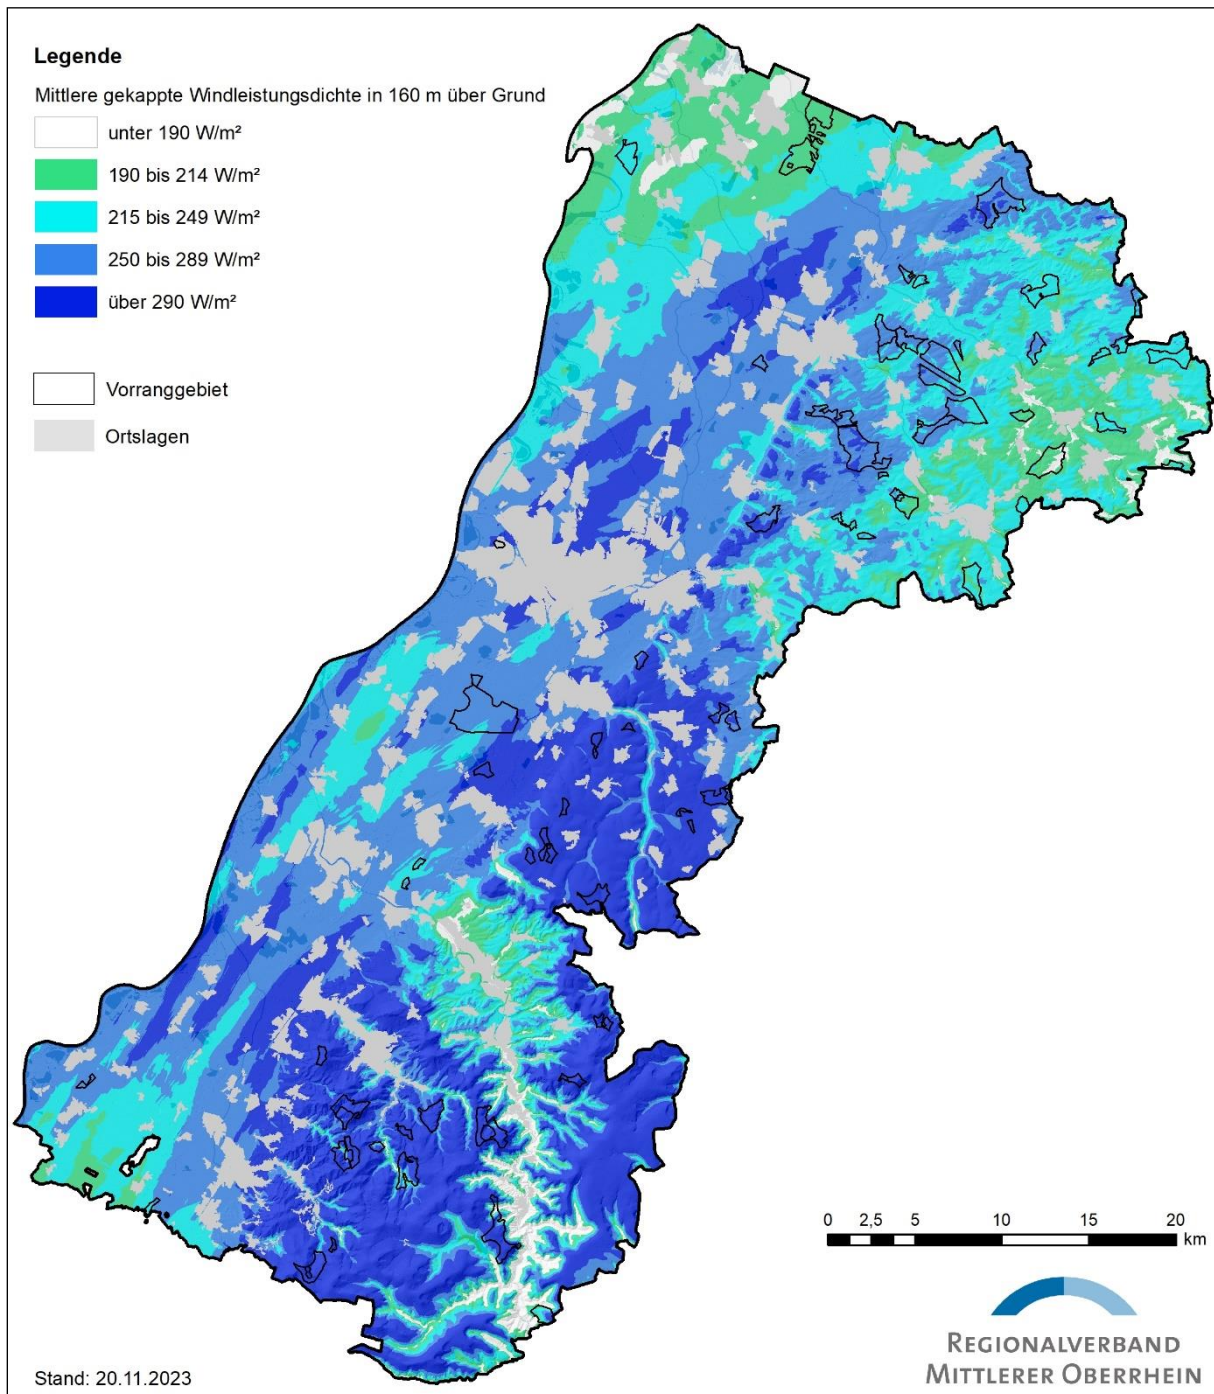 Legende
Mittlere gekappte Windleistungsdichte in 160 m über Grund
unter 190 W/m²
190 bis 214 W/m²
215 bis 249 W/m²
250 bis 289 W/m²
über 290 W/m²
Vorranggebiet
Ortslagen
0 2,5 5 10 15 20
km
REGIONALVERBAND
MITTLERER OBERRHEIN
Stand: 20.11.2023